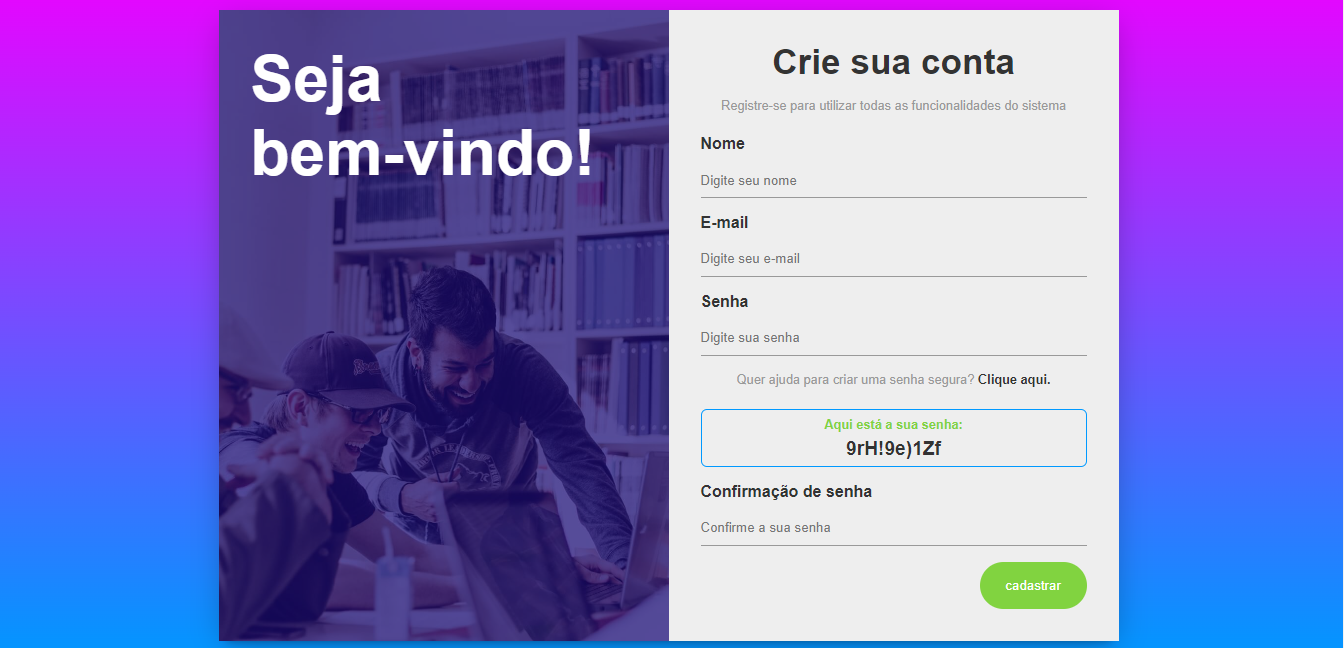 Seja
bem-vindo!
Crie sua conta
Registre-se para utilizar todas as funcionalidades do sistema
Nome
Digite seu nome
E-mail
Digite seu e-mail
Senha
Digite sua senha
Quer ajuda para criar uma senha segura? Clique aqui.
Aqui está a sua senha:
9rH!9e)1Zf
Confirmação de senha
Confirme a sua senha
cadastrar